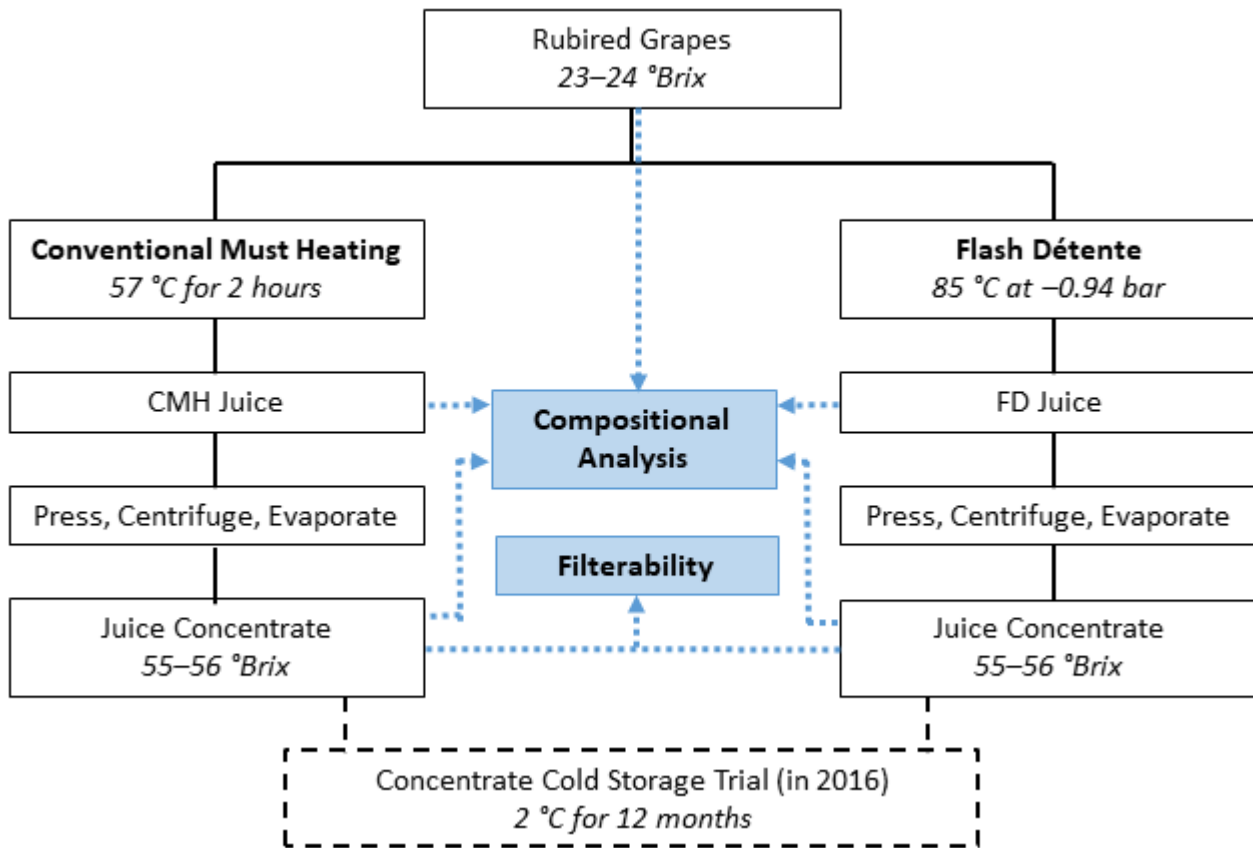 Rubired Grapes
23–24 °Brix
Conventional Must Heating
57 °C for 2 hours
Flash Détente
85 °C at –0.94 bar
CMH Juice
Compositional
Analysis
FD Juice
Press, Centrifuge, Evaporate
Filterability
Press, Centrifuge, Evaporate
Juice Concentrate
55–56 °Brix
Juice Concentrate
55–56 °Brix
Concentrate Cold Storage Trial (in 2016)
2 °C for 12 months